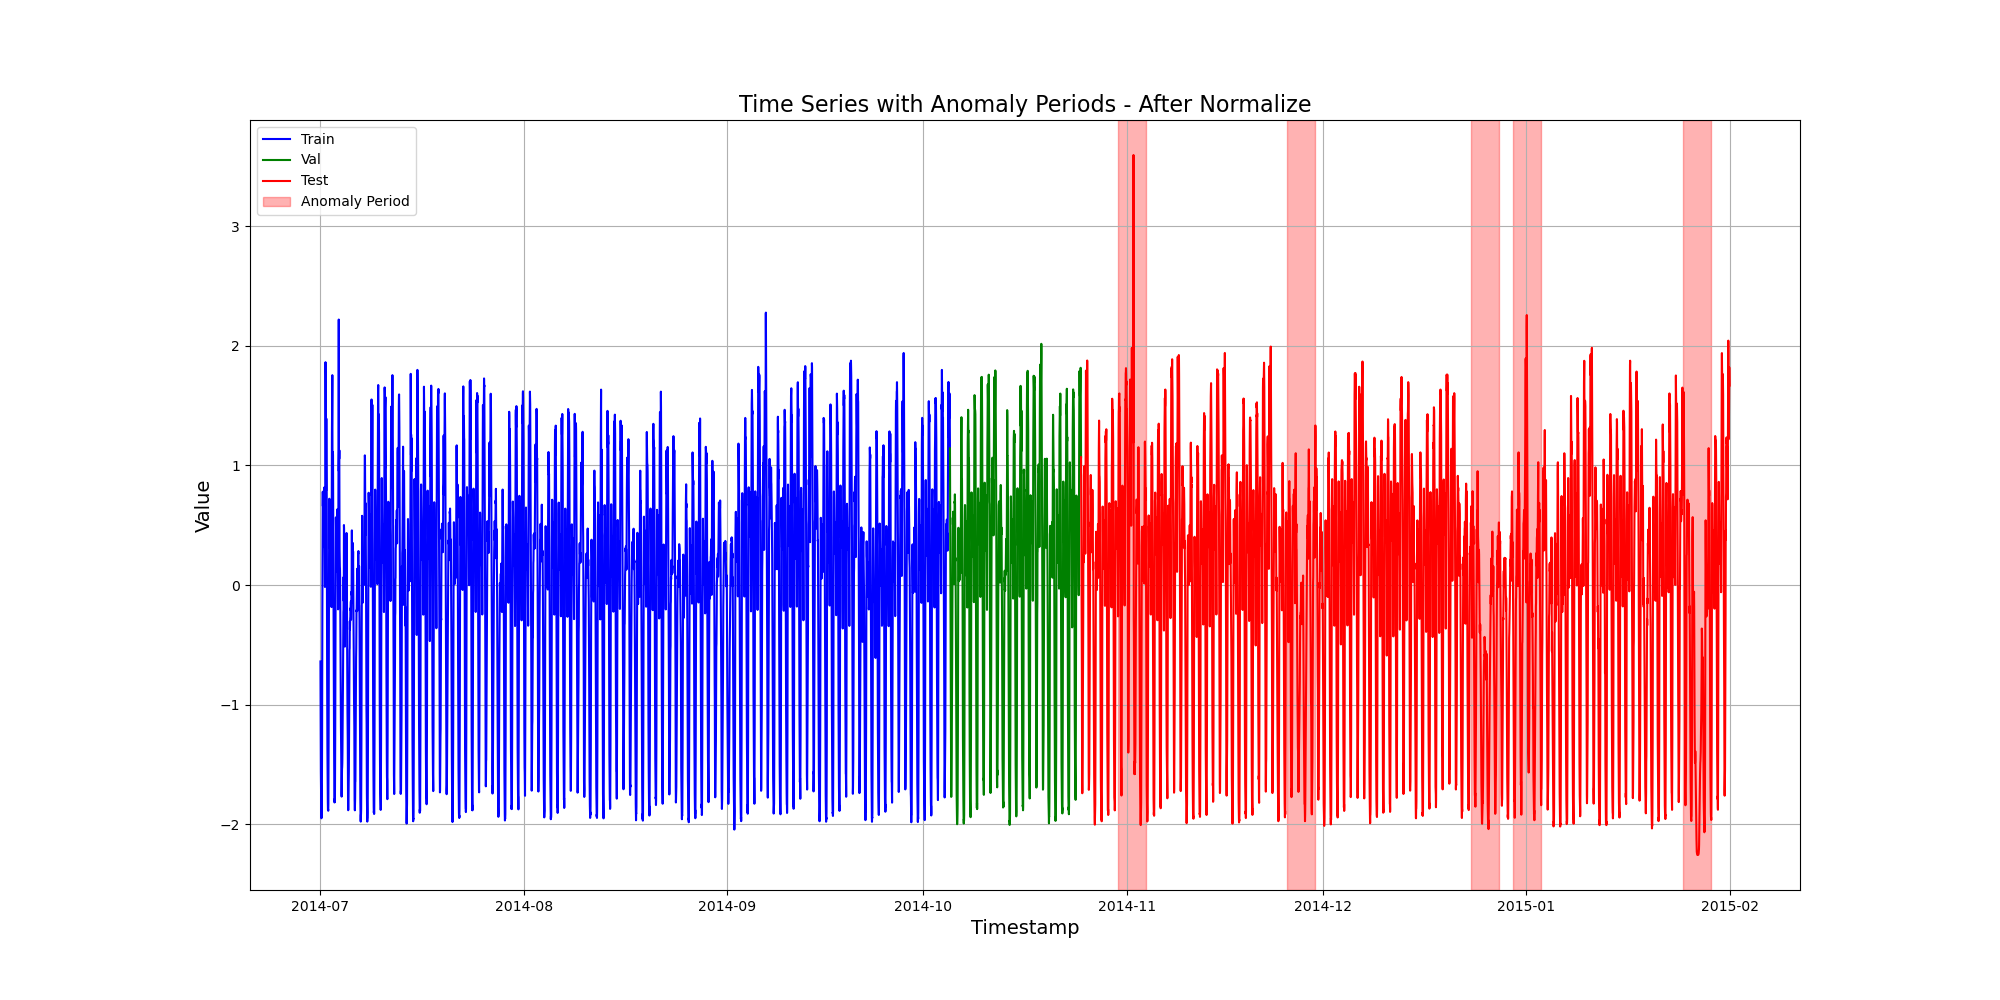 Time Series with Anomaly Periods - After Normalize
Train
Val
Test
Anomaly Period
3
2
1
0
−1
−2
Value
2014-07
2014-08
2014-09
2014-10
2014-11
2014-12
2015-01
2015-02
Timestamp